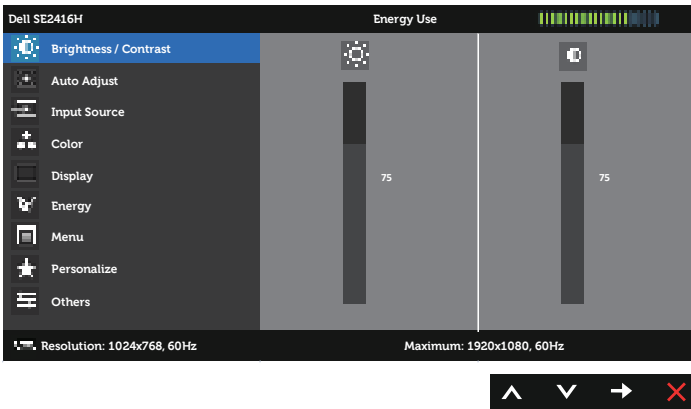 Dell SE2416H
Energy Use
Brightness / Contrast
Auto Adjust
Input Source
Color
Display
Energy
Menu
Personalize
Others
75
75
Resolution: 1024x768, 60Hz
Maximum: 1920x1080, 60Hz